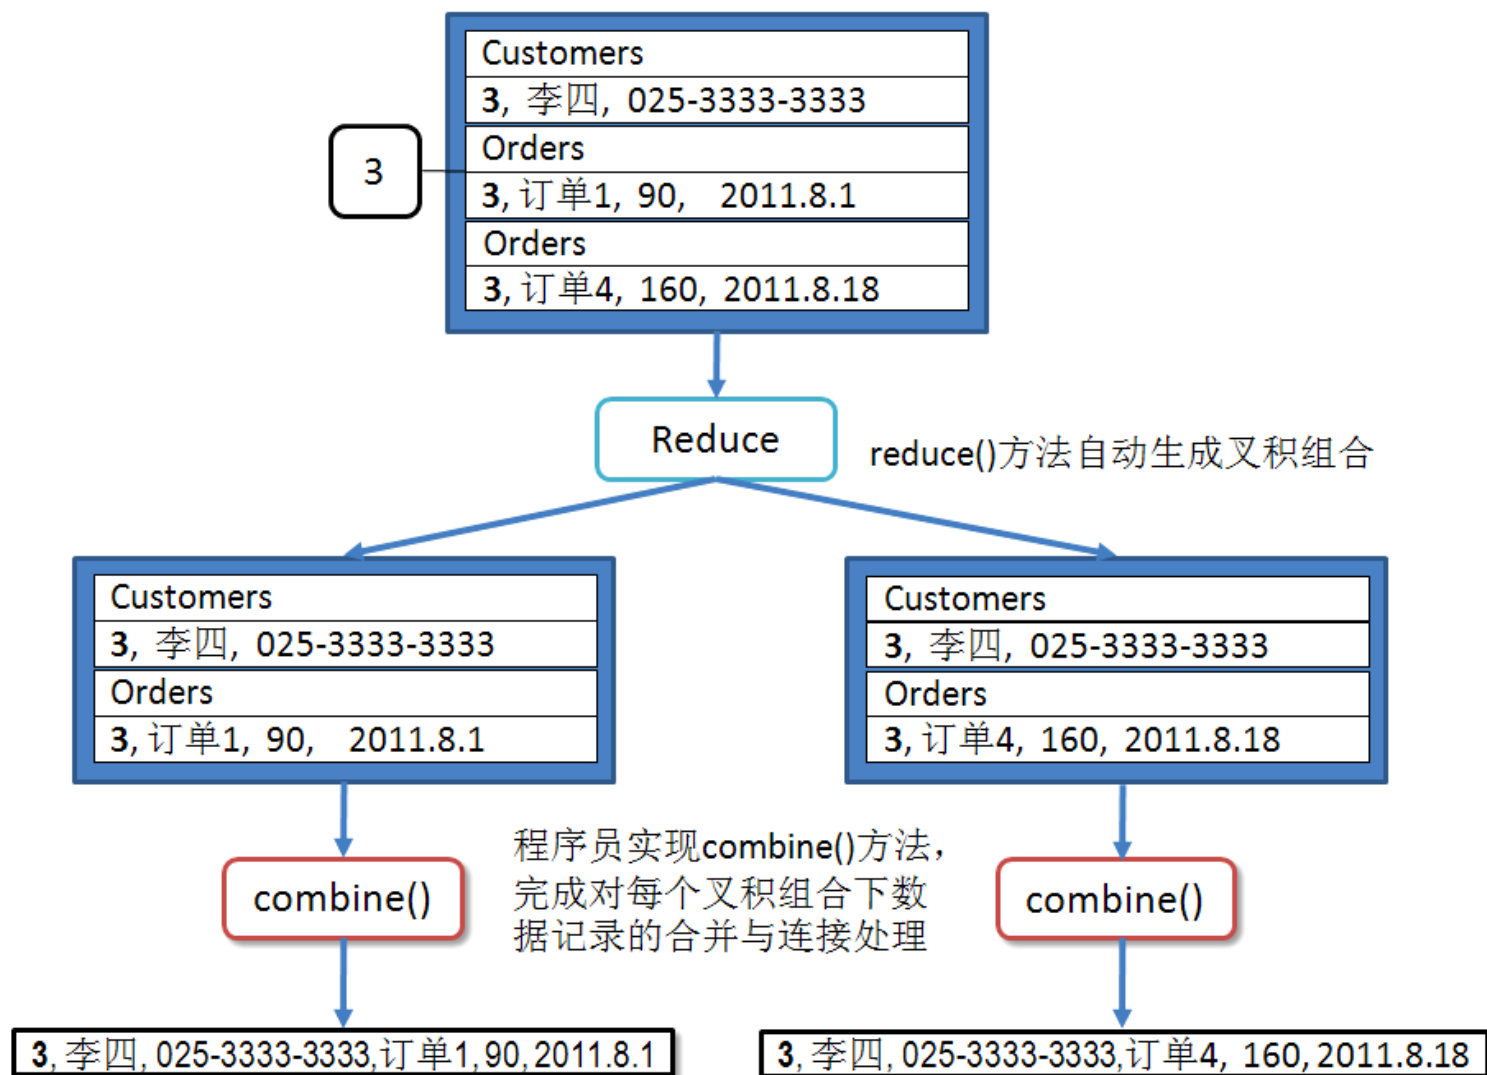 Customers
3, 李四, 025-3333-3333
Orders
3
3, 订单1, 90, 2011.8.1
Orders
3, 订单4, 160, 2011.8.18
Reduce
reduce()方法自动生成叉积组合
Customers
3, 李四, 025-3333-3333
Orders
3, 订单1, 90, 2011.8.1
Customers
3, 李四, 025-3333-3333
Orders
3, 订单4, 160, 2011.8.18
程序员实现combine()方法，
完成对每个叉积组合下数
据记录的合并与连接处理
combine()
combine()
3, 李四, 025-3333-3333,订单1,90,2011.8.1
3, 李四, 025-3333-3333,订单4, 160,2011.8.18